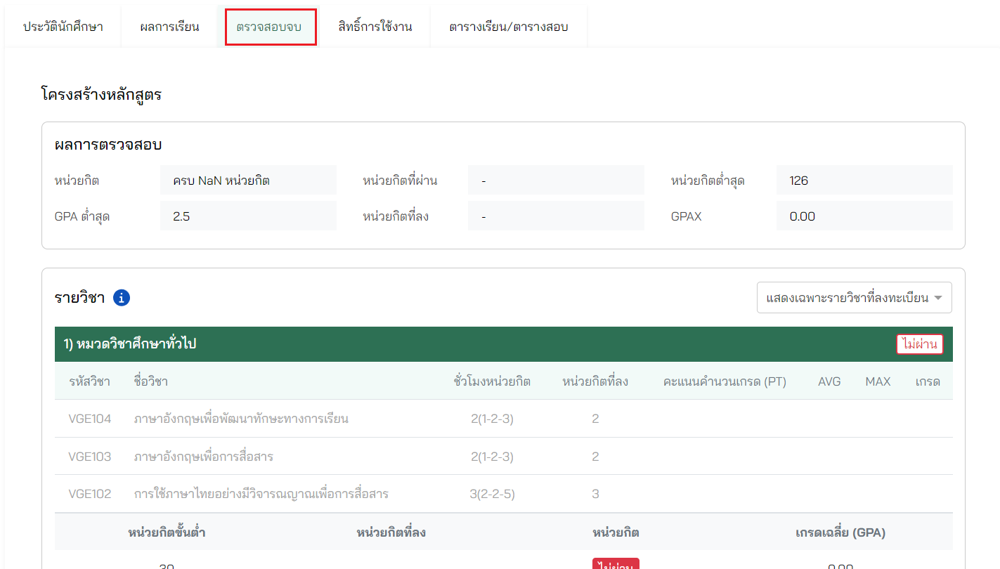 ประวัตินักศึกษา ผลการเรียน ตรวจสอบจบ สิทธิ์การใช้งาน ตารางเรียน/ตารางสอบ
โครงสร้างหลักสูตร
ผลการตรวจสอบ
หน่วยกิต ครบ NaN หน่วยกิต หน่วยกิตที่ผ่าน - หน่วยกิตต่ำสุด 126
GPA ต่ำสุด 2.5 หน่วยกิตที่ลง - GPAX 0.00
รายวิชา i แสดงเฉพาะรายวิชาที่ลงทะเบียน
1) หมวดวิชาศึกษาทั่วไป ไม่ผ่าน
รหัสวิชา ชื่อวิชา ชั่วโมงหน่วยกิต หน่วยกิตที่ลง คะแนนคำนวนเกรด (PT) AVG MAX เกรด
VGE104 ภาษาอังกฤษเพื่อพัฒนาทักษะทางการเรียน 2(1-2-3) 2
VGE103 ภาษาอังกฤษเพื่อการสื่อสาร 2(1-2-3) 2
VGE102 การใช้ภาษาไทยอย่างมีวิจารณญาณเพื่อการสื่อสาร 3(2-2-5) 3
หน่วยกิตขั้นต่ำ หน่วยกิตที่ลง หน่วยกิต เกรดเฉลี่ย (GPA)
30 ไม่ผ่าน 0.00